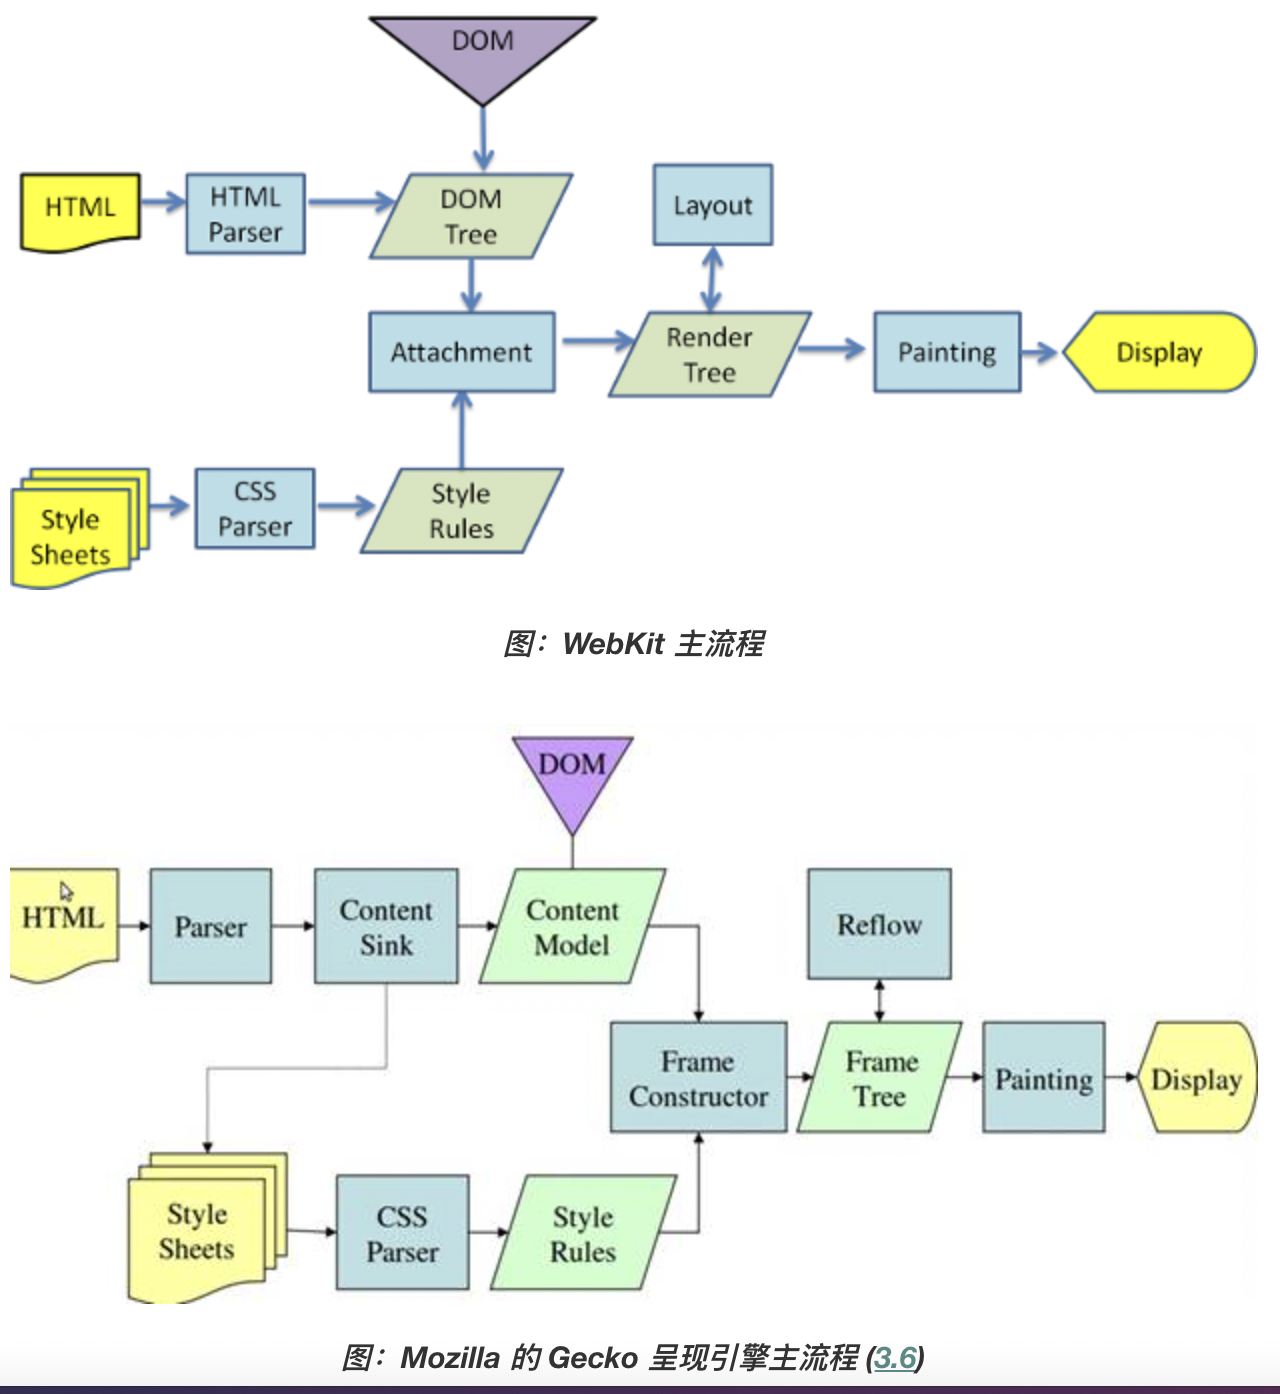 DOM
HTML
HTML
Parser
DOM
Tree
Layout
Attachment
Render
Tree
Painting
Display
Style
Sheets
CSS
Parser
Style
Rules
图：WebKit 主流程
DOM
HTML
Parser
Content
Sink
Content
Model
Reflow
Frame
Constructor
Frame
Tree
Painting
Display
Style
Sheets
CSS
Parser
Style
Rules
图：Mozilla 的 Gecko 呈现引擎主流程 (3.6)